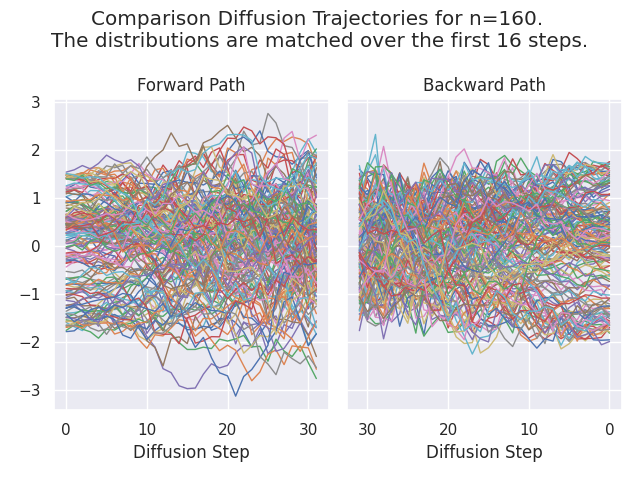 Comparison Diffusion Trajectories for n=160.
The distributions are matched over the first 16 steps.
Forward Path
Backward Path
3
2
1
0
−1
−2
−3
0 10 20 30
30 20 10 0
Diffusion Step
Diffusion Step